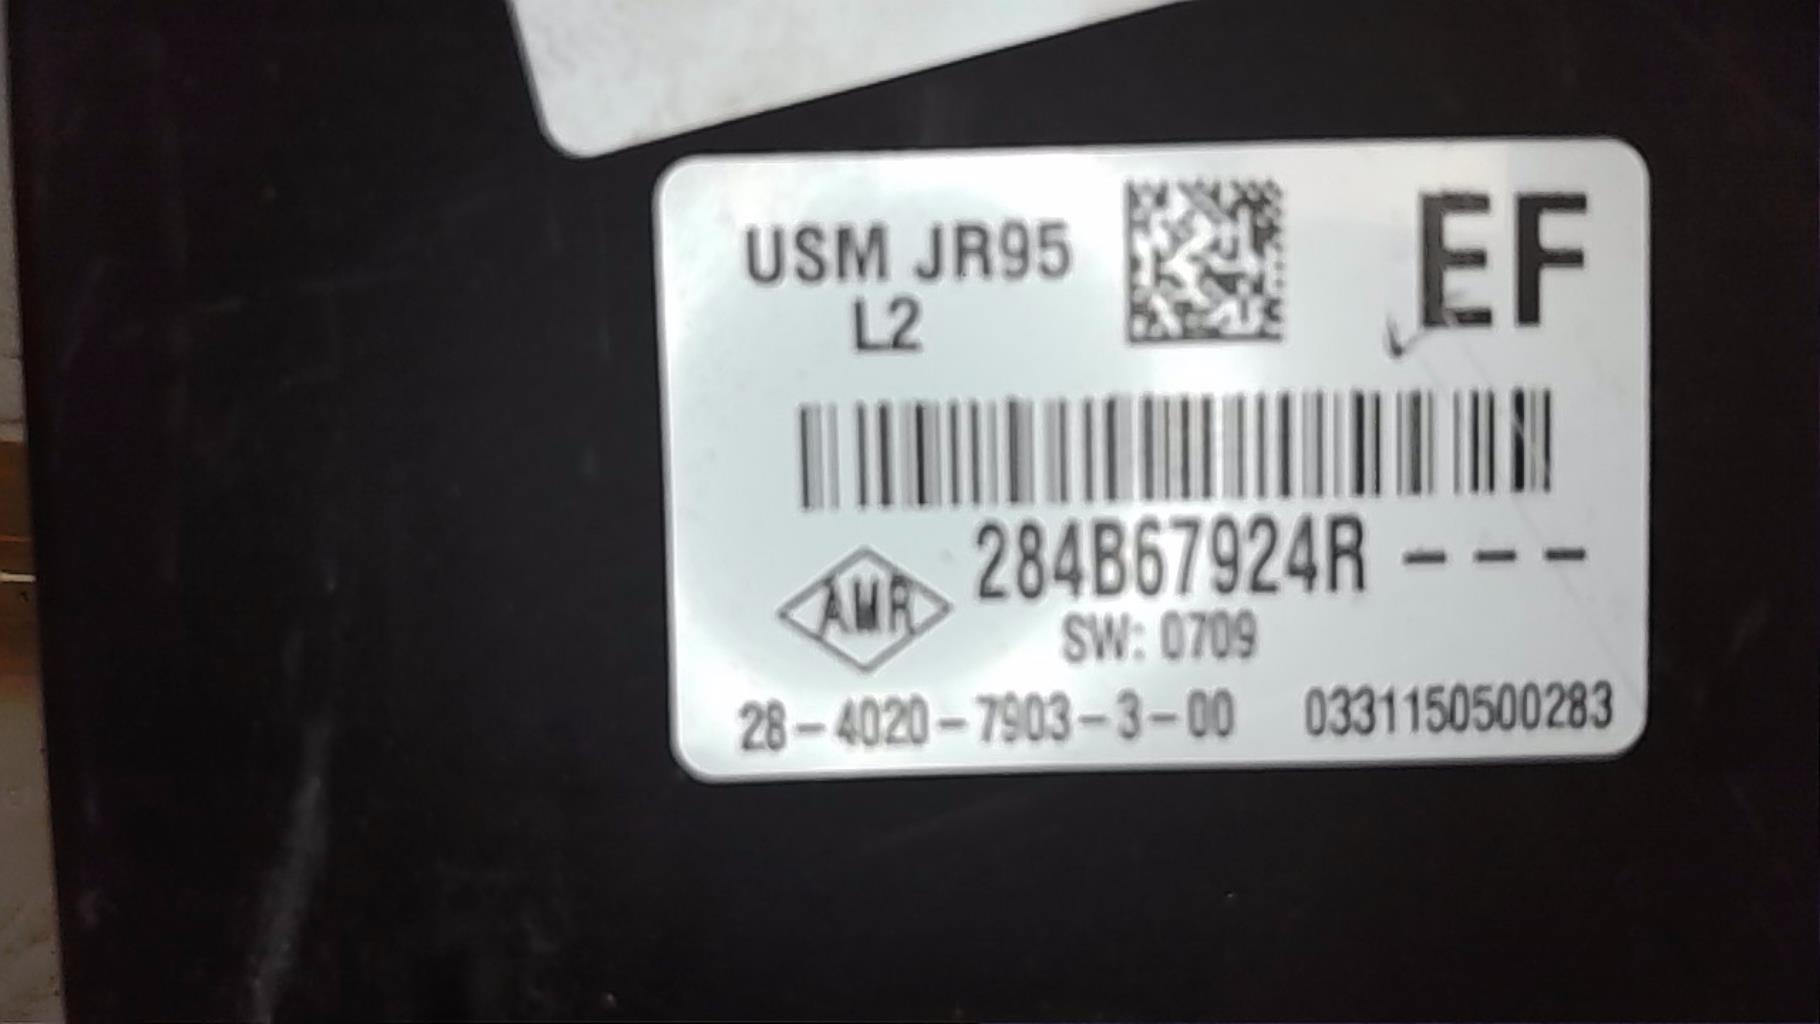 USM JR95
L2
EF
284B67924R---
AMR
SW: 0709
28-4020-7903-3-00 0331150500283